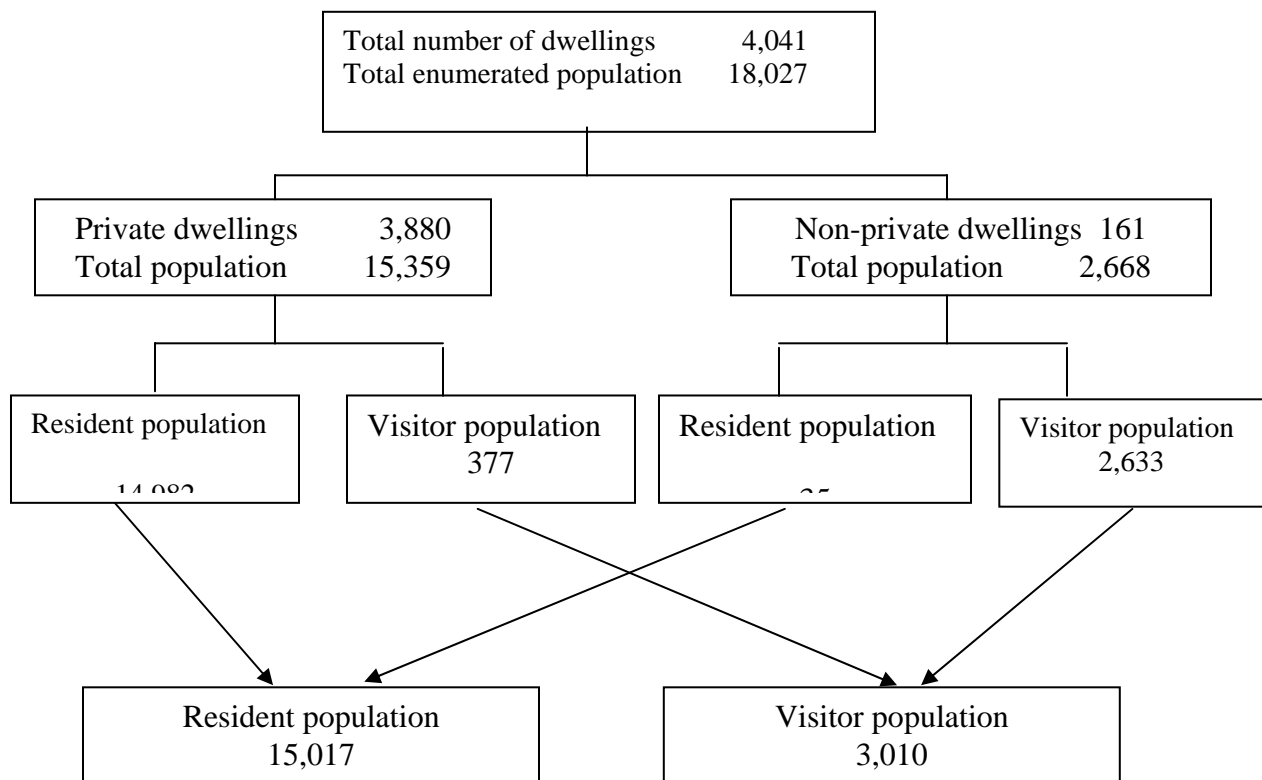 Total number of dwellings 4,041
Total enumerated population 18,027
Private dwellings 3,880
Total population 15,359
Non-private dwellings 161
Total population 2,668
Resident population
14,982
Visitor population
377
Resident population
Visitor population
2,633
Resident population
15,017
Visitor population
3,010